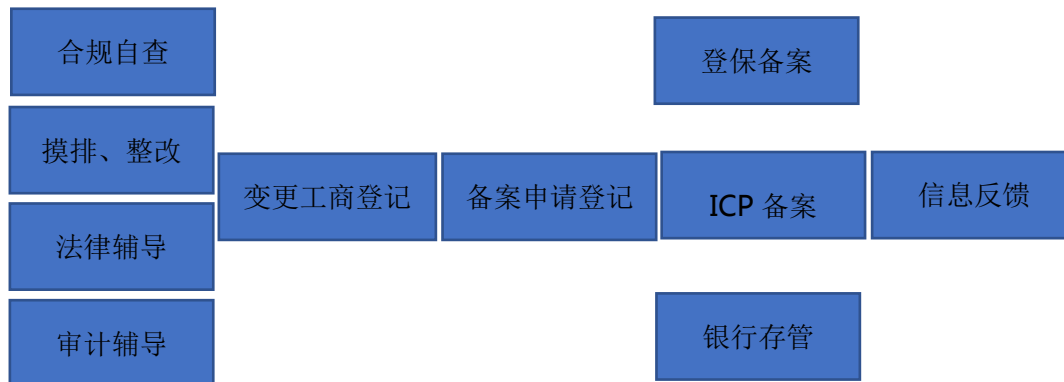 合规自查
摸排、整改
法律辅导
审计辅导
变更工商登记
备案申请登记
登保备案
ICP 备案
银行存管
信息反馈